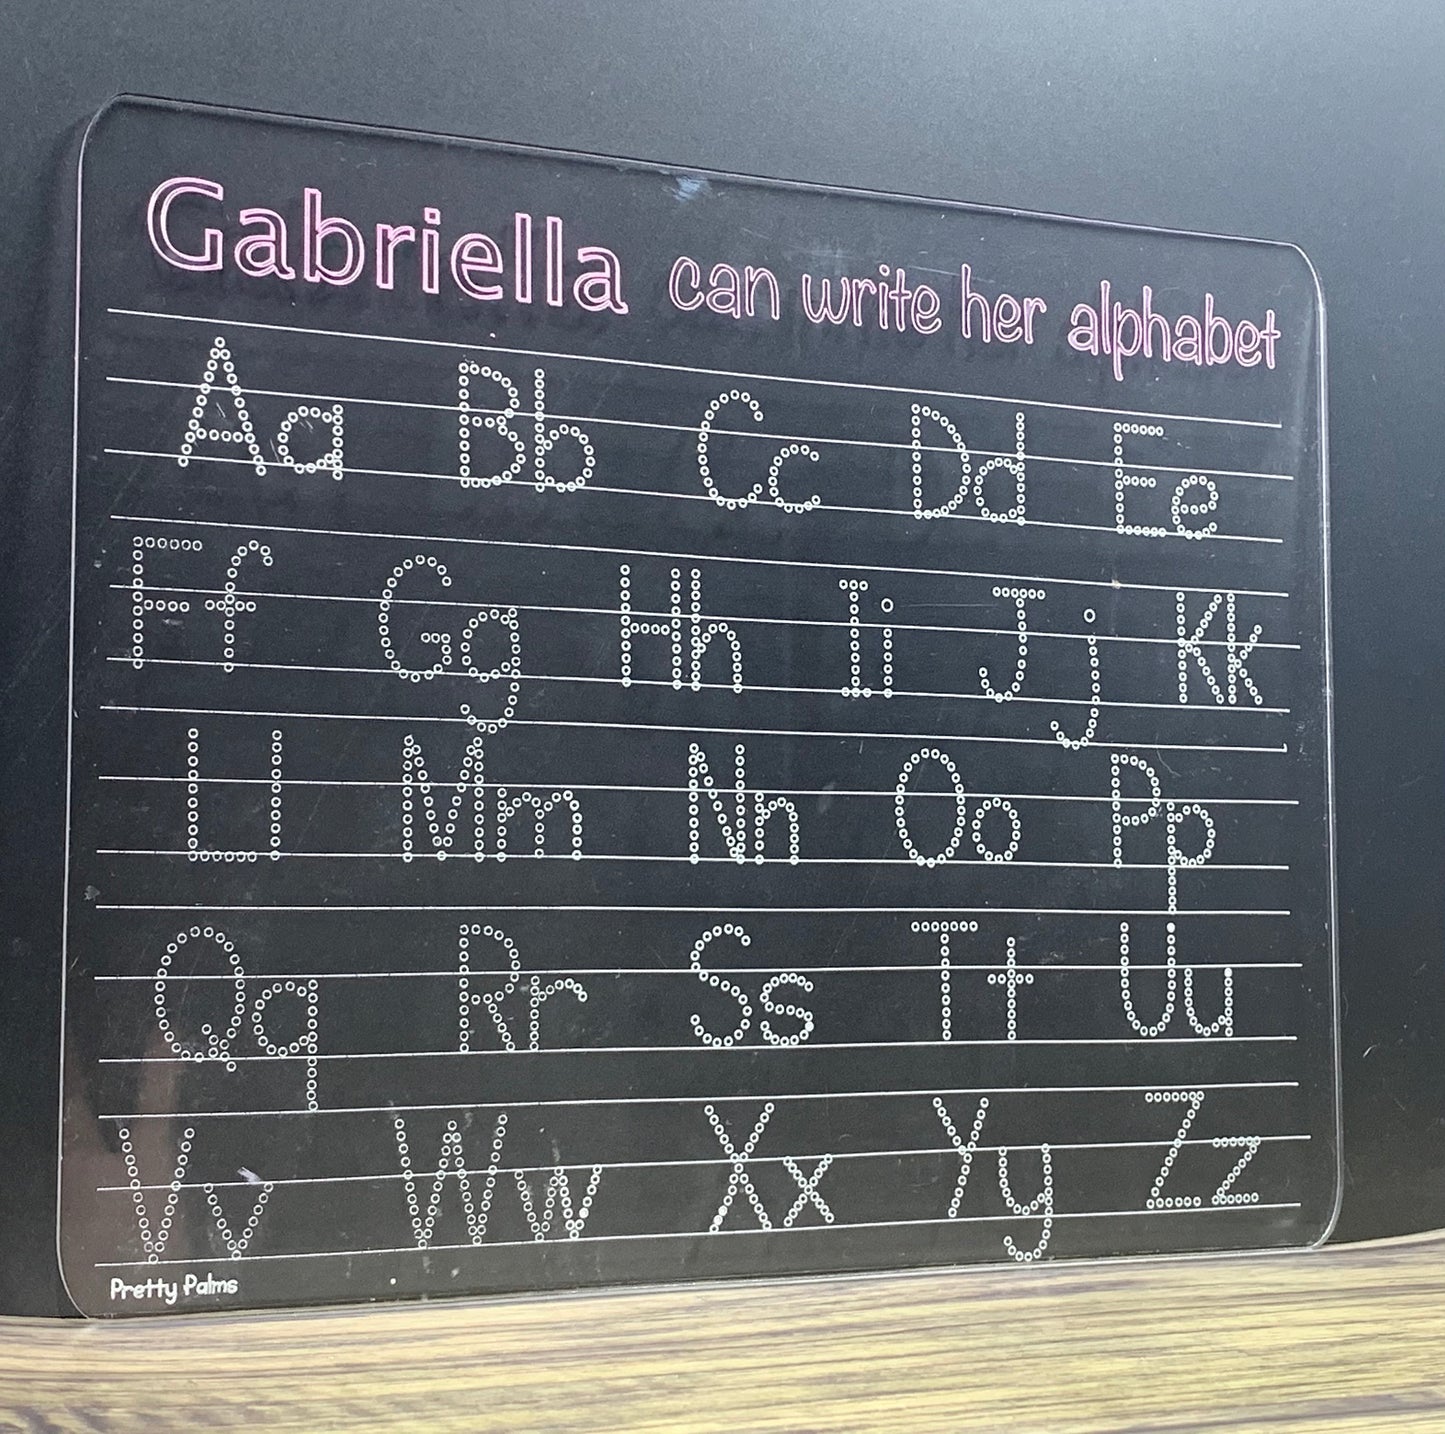 Gabriella can write her alphabet
Aa Bb Cc Dd Ee
Ff Gg Hh Ii Jj Kk
Ll Mm Nn Oo Pp
Qq Rr Ss Tt Uu
Vv Ww Xx Yy Zz
Pretty Palms